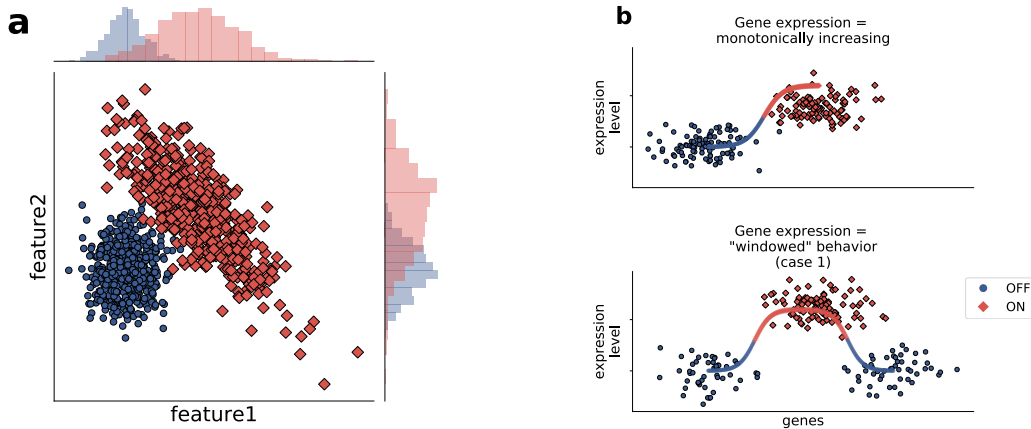 a
feature2
feature1
b
Gene expression =
monotonically increasing
expression
level
Gene expression =
"windowed" behavior
(case 1)
expression
level
genes
OFF
ON